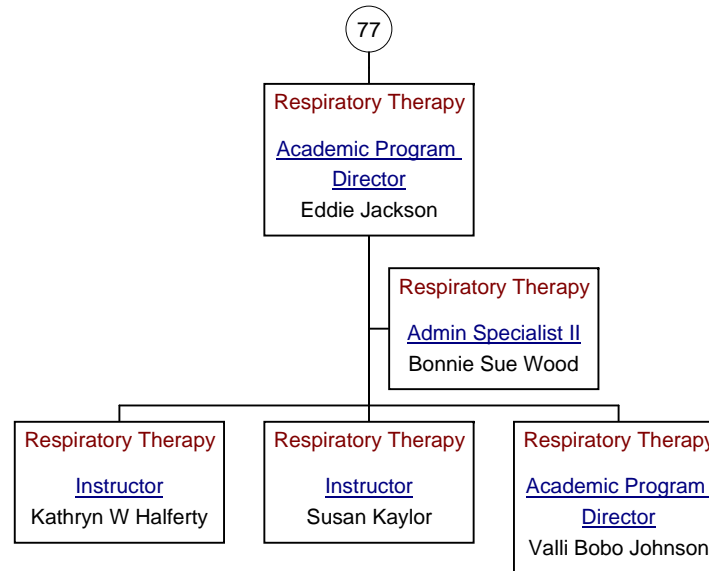 77
Respiratory Therapy
Academic Program
Director
Eddie Jackson
Respiratory Therapy
Admin Specialist II
Bonnie Sue Wood
Respiratory Therapy
Instructor
Kathryn W Halferty
Respiratory Therapy
Instructor
Susan Kaylor
Respiratory Therapy
Academic Program
Director
Valli Bobo Johnson